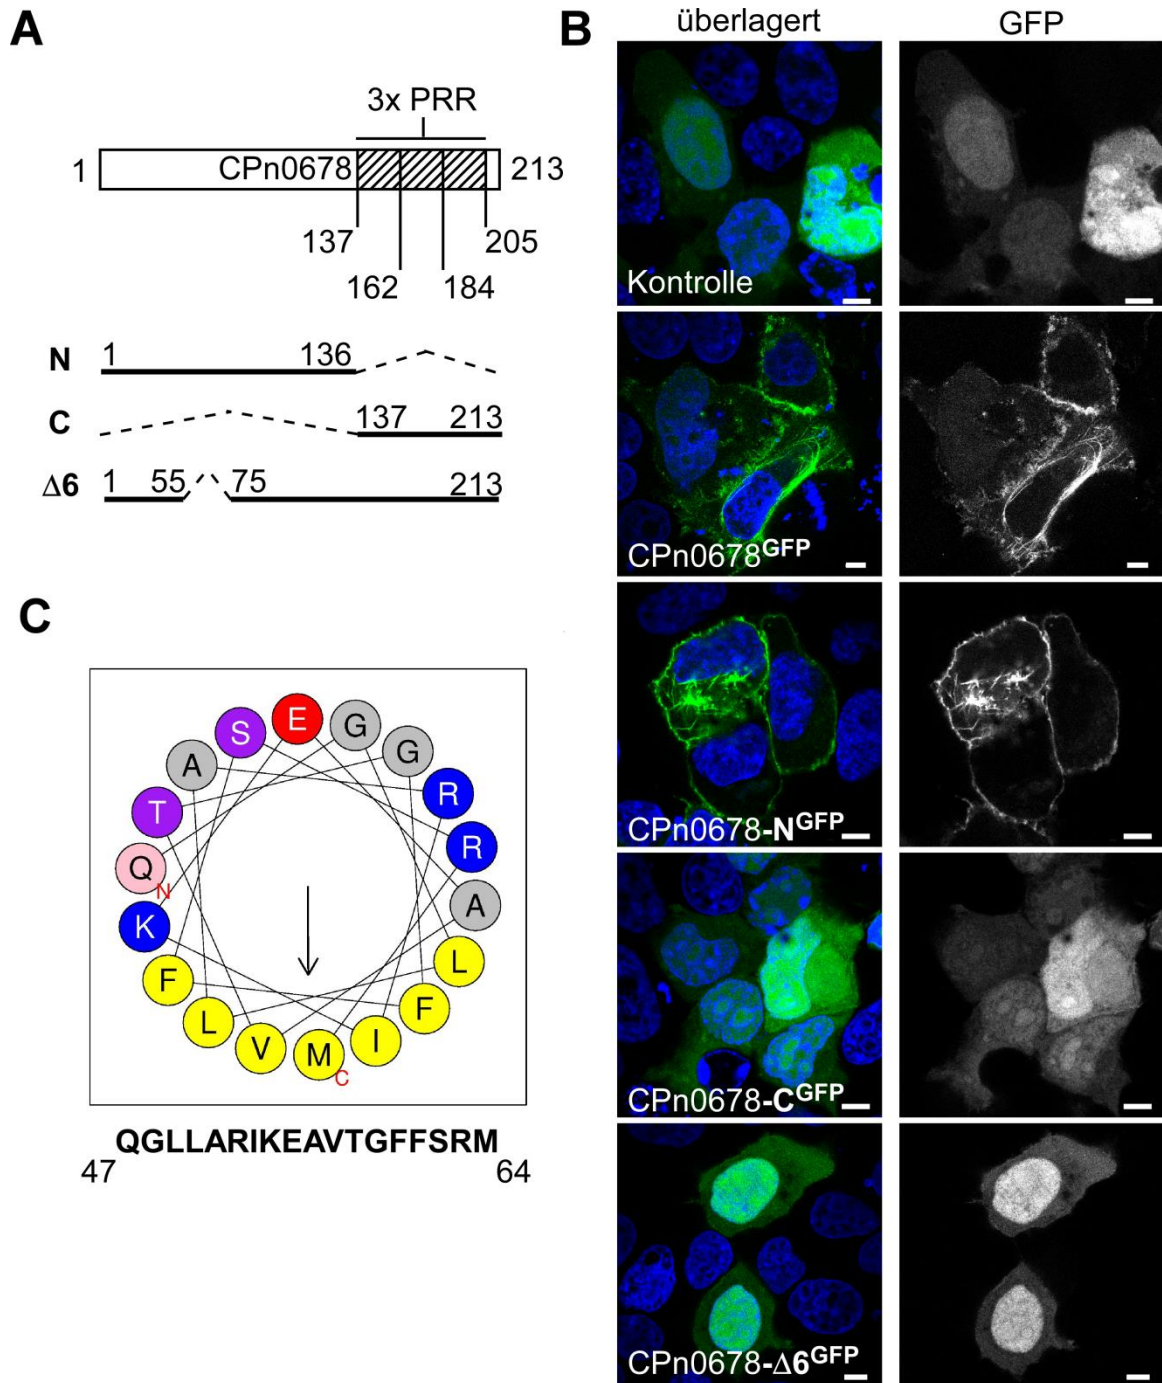 A
3x PRR
1 CPn0678 213
137 205
162 184
N 1 136
C 137 213
Δ6 1 55 75 213
B
überlagert GFP
Kontrolle
CPn0678GFP
CPn0678-NGFP
CPn0678-CGFP
CPn0678-Δ6GFP
C
E
S G
A G
T R
Q R
N
K A
F L
L F
V I
M
C
QGLLARIKEAVTGFFSRM
47 64